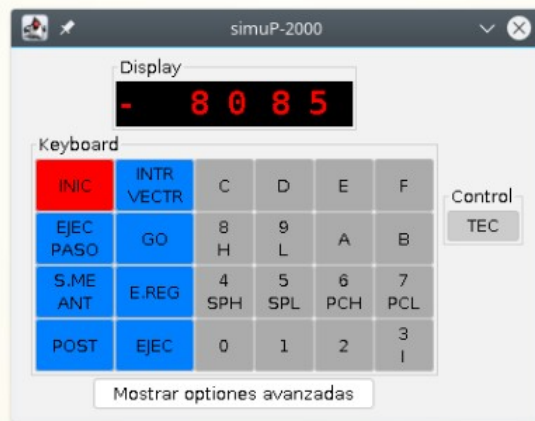 simuP-2000
Display
- 8085
Keyboard
INIC
INTR
VECTR
C
D
E
F
EJEC
PASO
GO
8
H
9
L
A
B
S.ME
ANT
E.REG
4
SPH
5
SPL
6
PCH
7
PCL
POST
EJEC
0
1
2
3
I
Control
TEC
Mostrar optiones avanzadas